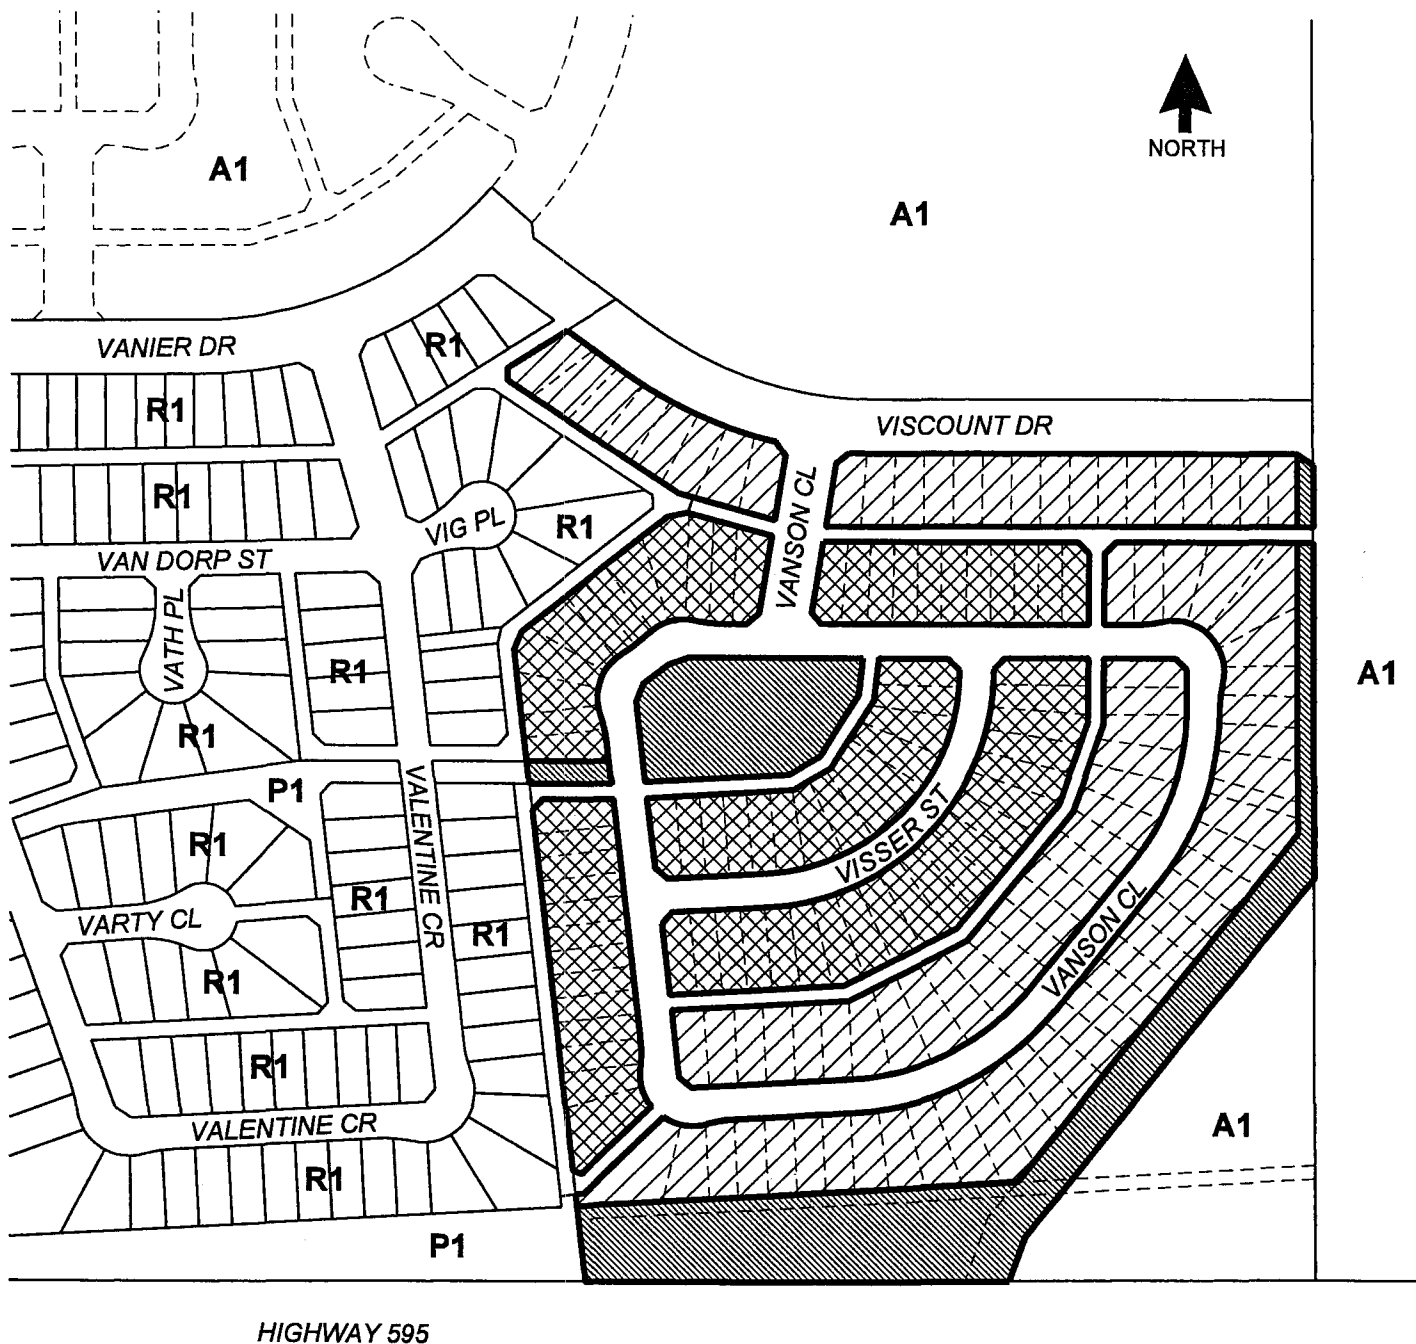 NORTH
A1
A1
R1
VANIER DR
R1
VISCOUNT DR
R1
VANSON CL
VIG PL
R1
VAN DORP ST
VATH PL
R1
A1
R1
P1
VALENTINE CR
VISSER ST
R1
R1
VARTY CL
R1
VANSON CL
R1
R1
VALENTINE CR
A1
R1
P1
HIGHWAY 595